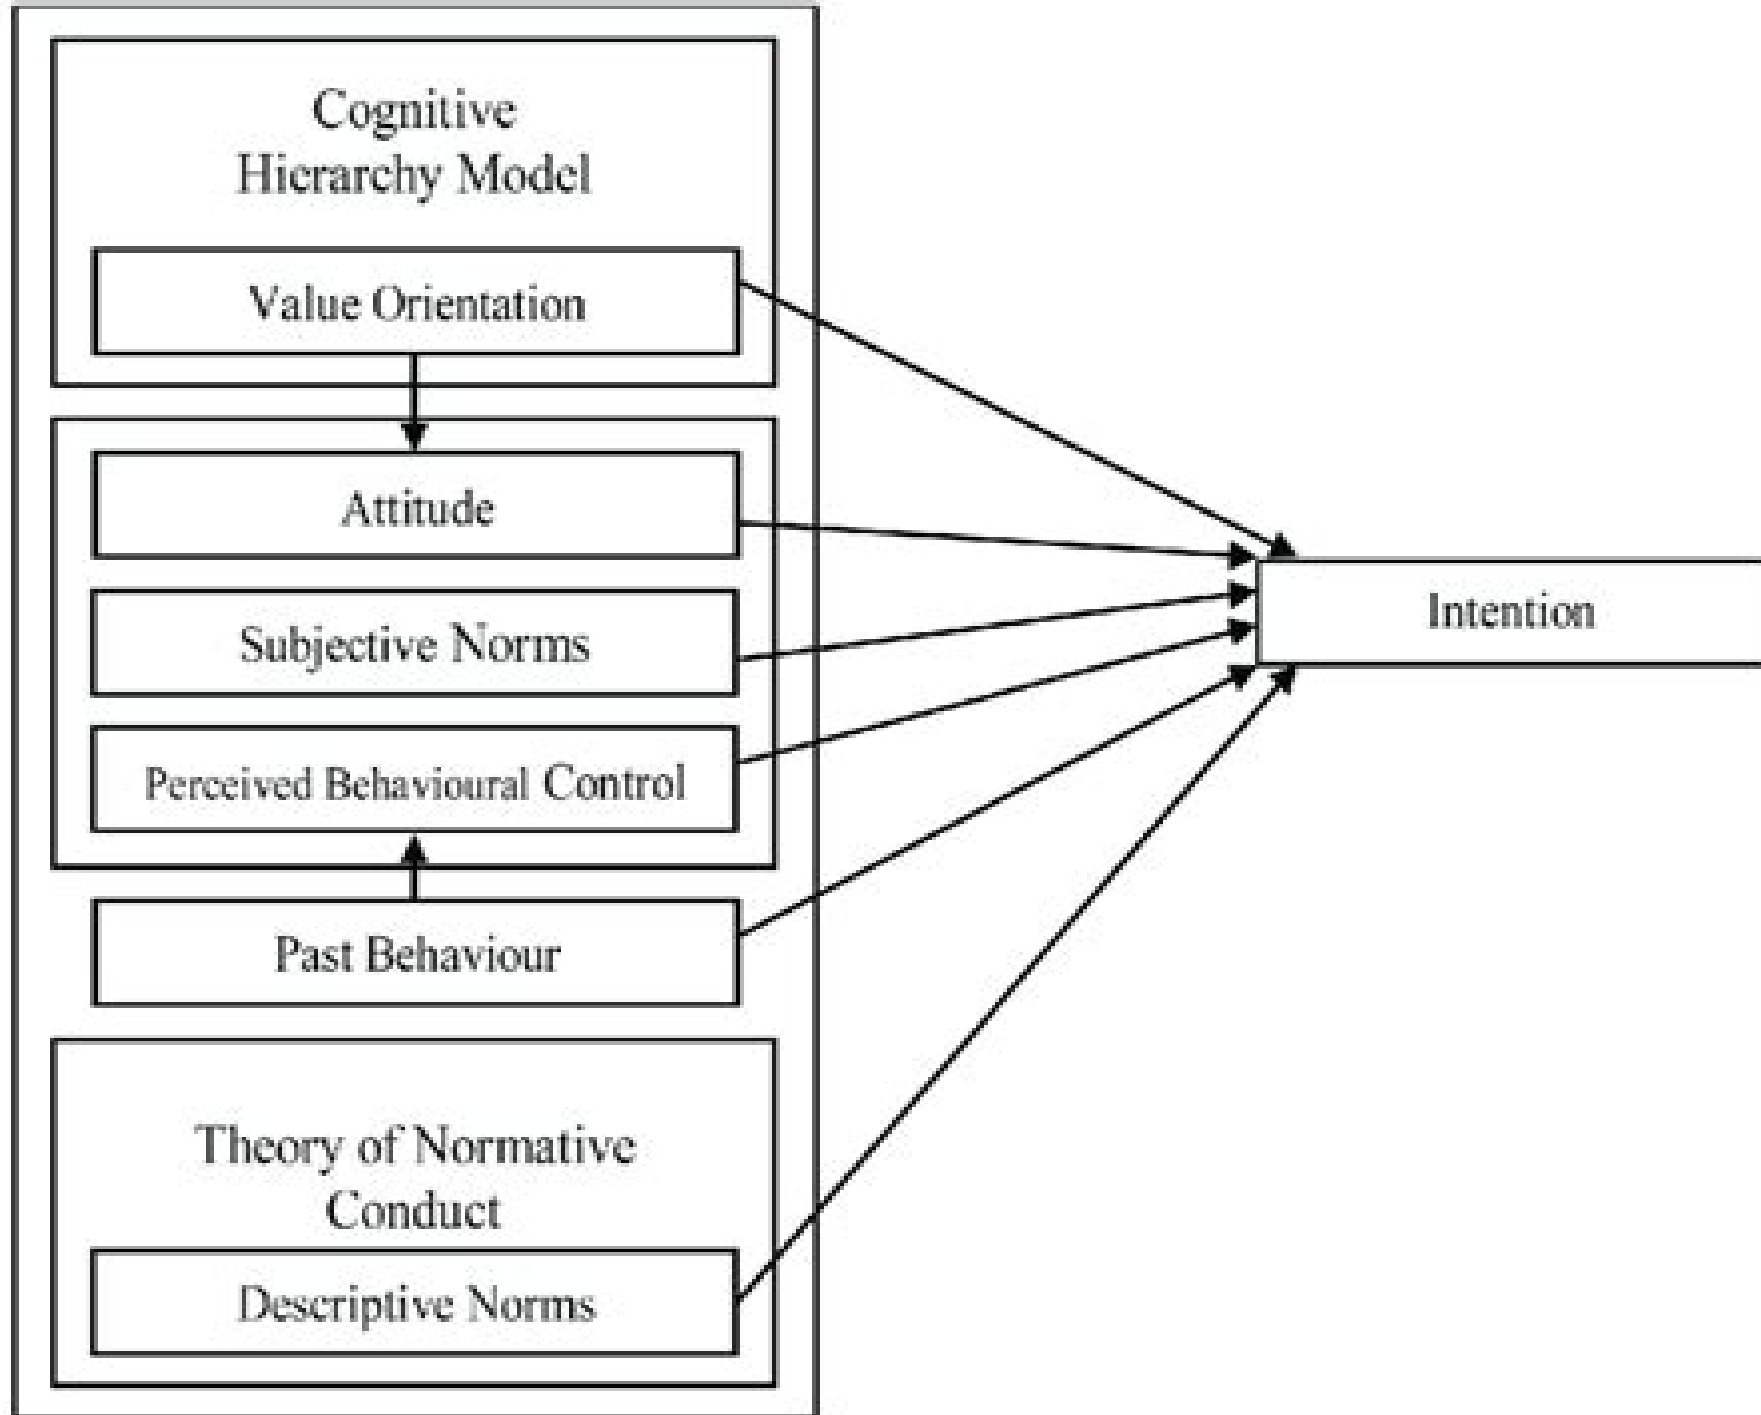 Cognitive
Hierarchy Model
Value Orientation
Attitude
Subjective Norms
Perceived Behavioural Control
Past Behaviour
Theory of Normative
Conduct
Descriptive Norms
Intention